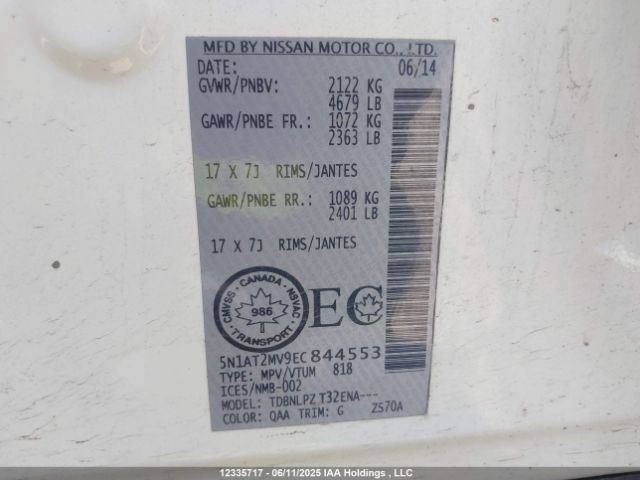 MFD BY NISSAN MOTOR CO., LTD.
DATE: 06/14
GVWR/PNBV: 2122 KG
4679 LB
GAWR/PNBE FR.: 1072 KG
2363 LB
17 X 7J RIMS/JANTES
GAWR/PNBE RR.: 1089 KG
2401 LB
17 X 7J RIMS/JANTES
CANADA
CMVSS NSVAC
986
TRANSPORT
EC
5N1AT2MV9EC844553
TYPE: MPV/VTUM 818
ICES/NMB-002
MODEL: TDBNLPZ T32ENA---
COLOR: QAA TRIM: G ZS70A
12335717 - 06/11/2025 IAA Holdings , LLC